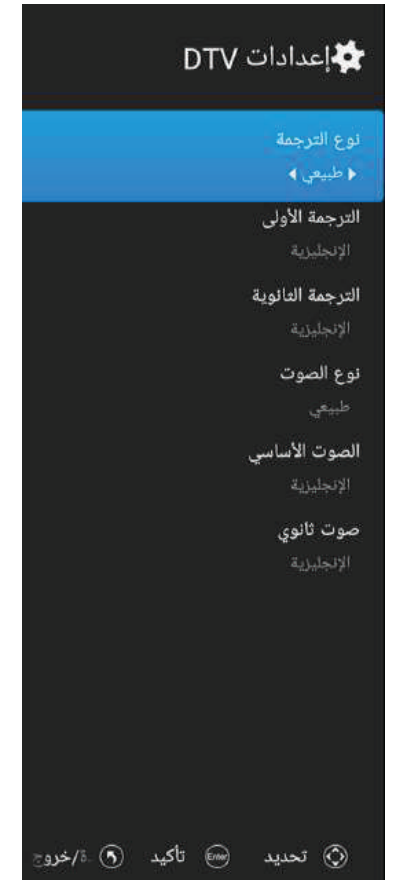 إعدادات DTV
نوع الترجمة
طبيعي
الترجمة الأولى
الإنجليزية
الترجمة الثانوية
الإنجليزية
نوع الصوت
طبيعي
الصوت الأساسي
الإنجليزية
صوت ثانوي
الإنجليزية
تحديد Enter تأكيد ة/خروج